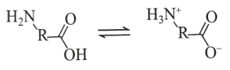 H₂N O ⇌ H₃N⁺ O
R R
OH O⁻